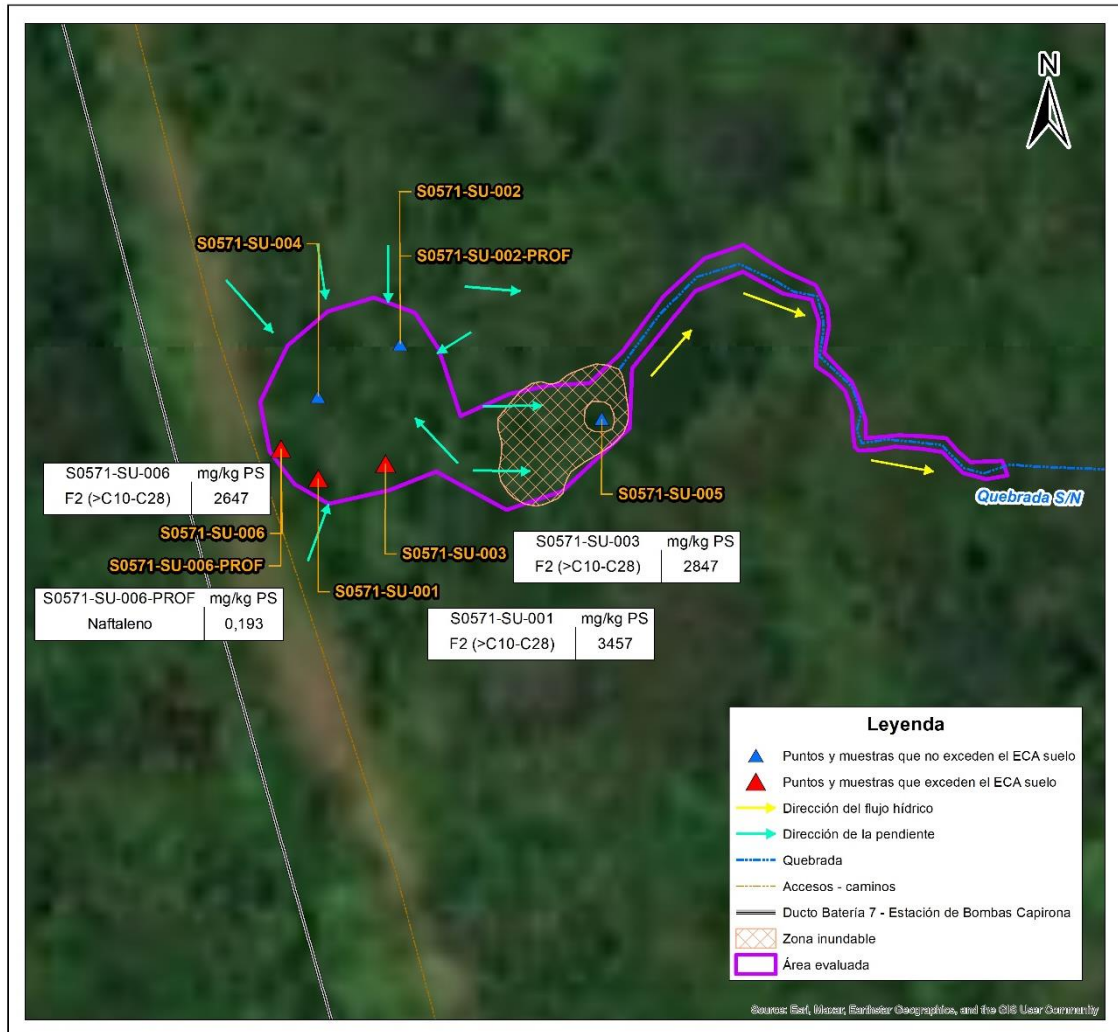 N
S0571-SU-002
S0571-SU-004
S0571-SU-002-PROF
S0571-SU-006 mg/kg PS
F2 (>C10-C28) 2647
S0571-SU-006
S0571-SU-006-PROF
S0571-SU-006-PROF mg/kg PS
Naftaleno 0,193
S0571-SU-001
S0571-SU-003
S0571-SU-005
S0571-SU-003 mg/kg PS
F2 (>C10-C28) 2847
S0571-SU-001 mg/kg PS
F2 (>C10-C28) 3457
Quebrada S/N
Leyenda
Puntos y muestras que no exceden el ECA suelo
Puntos y muestras que exceden el ECA suelo
Dirección del flujo hídrico
Dirección de la pendiente
Quebrada
Accesos - caminos
Ducto Batería 7 - Estación de Bombas Capirona
Zona inundable
Área evaluada
Source: Esri, Maxar, Earthstar Geographics, and the GIS User Community